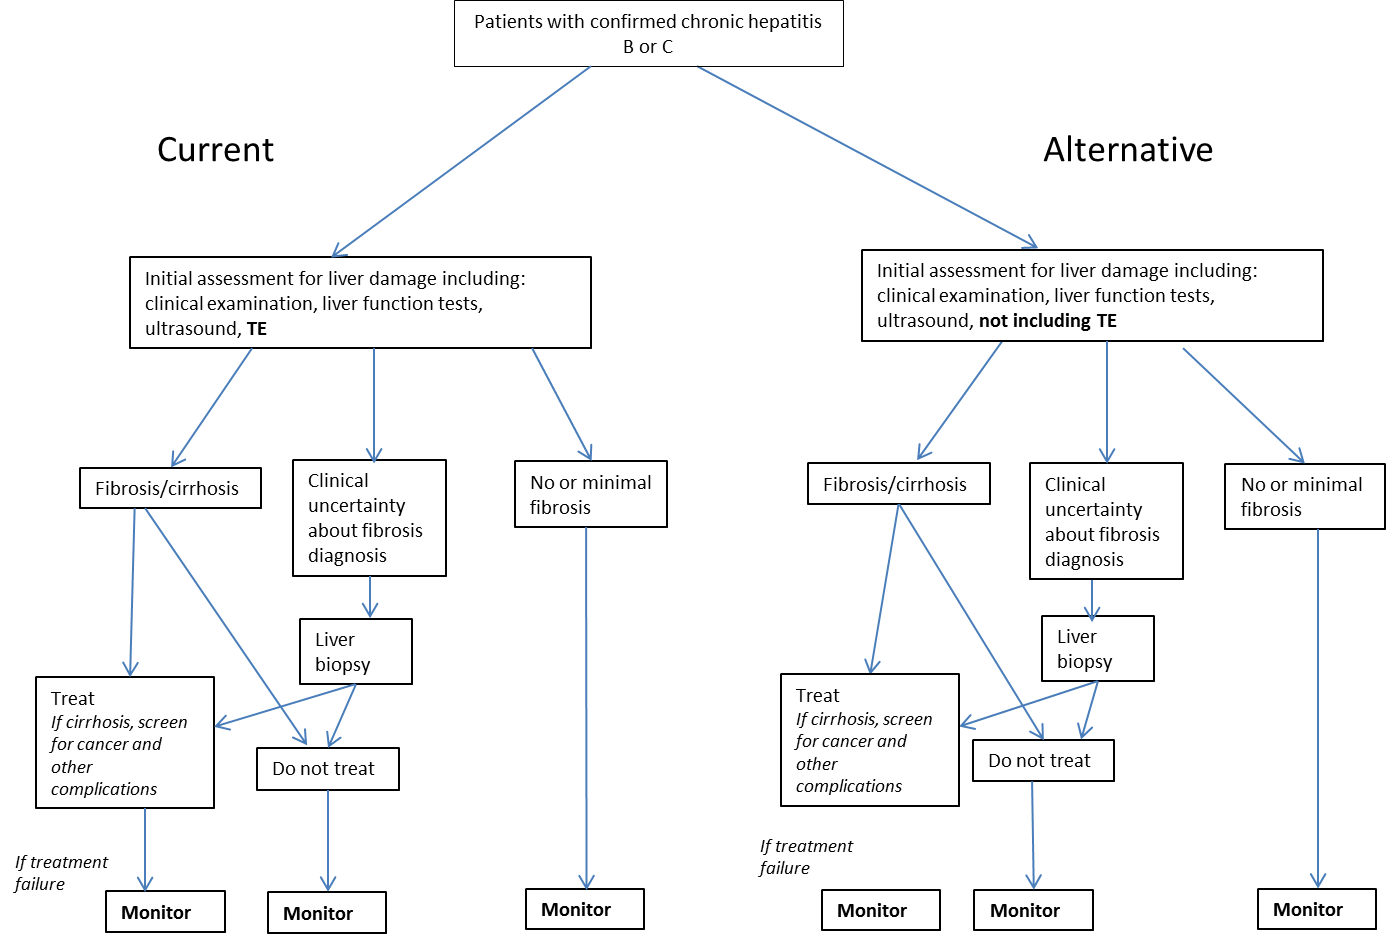 Patients with confirmed chronic hepatitis
B or C
Current
Alternative
Initial assessment for liver damage including:
clinical examination, liver function tests,
ultrasound, TE
Initial assessment for liver damage including:
clinical examination, liver function tests,
ultrasound, not including TE
Fibrosis/cirrhosis
Clinical
uncertainty
about fibrosis
diagnosis
No or minimal
fibrosis
Liver
biopsy
Treat
If cirrhosis, screen
for cancer and
other
complications
Do not treat
If treatment
failure
Monitor
Monitor
Monitor
Fibrosis/cirrhosis
Clinical
uncertainty
about fibrosis
diagnosis
No or minimal
fibrosis
Liver
biopsy
Treat
If cirrhosis, screen
for cancer and
other
complications
Do not treat
If treatment
failure
Monitor
Monitor
Monitor